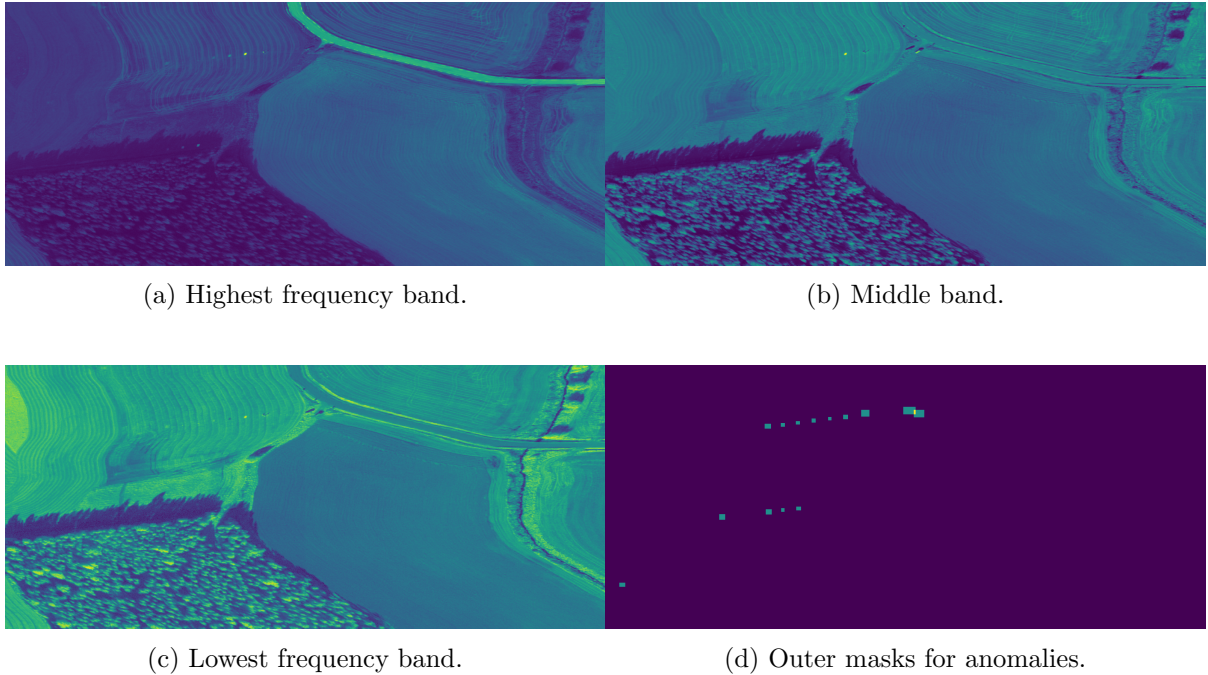 (a) Highest frequency band.
(b) Middle band.
(c) Lowest frequency band.
(d) Outer masks for anomalies.